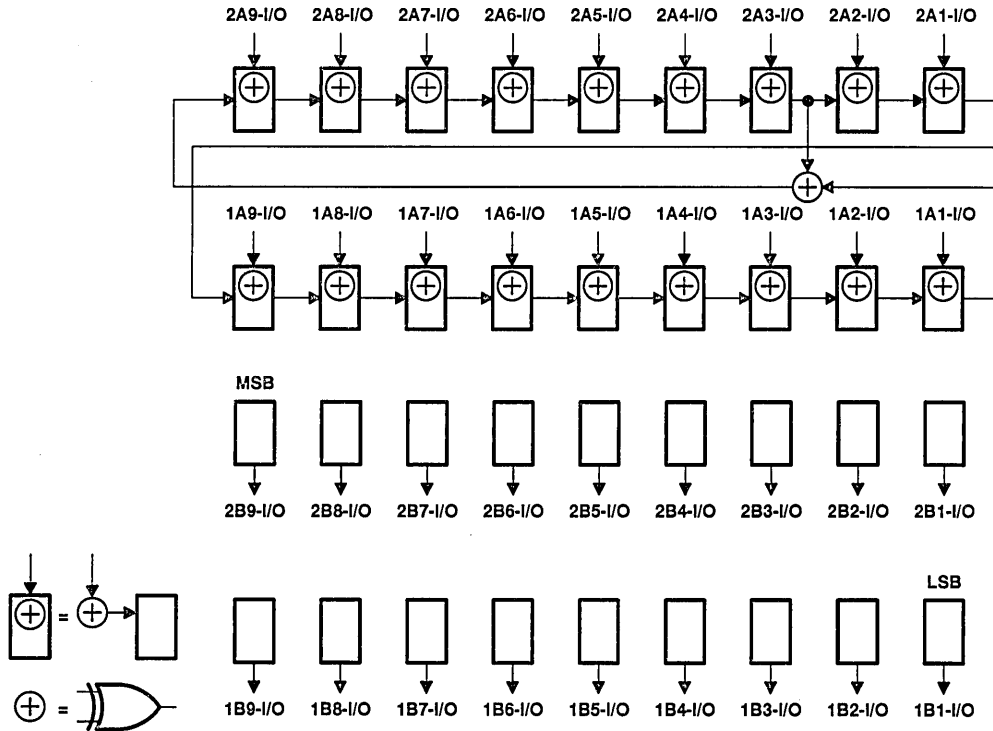 2A9-I/O 2A8-I/O 2A7-I/O 2A6-I/O 2A5-I/O 2A4-I/O 2A3-I/O 2A2-I/O 2A1-I/O
1A9-I/O 1A8-I/O 1A7-I/O 1A6-I/O 1A5-I/O 1A4-I/O 1A3-I/O 1A2-I/O 1A1-I/O
MSB
2B9-I/O 2B8-I/O 2B7-I/O 2B6-I/O 2B5-I/O 2B4-I/O 2B3-I/O 2B2-I/O 2B1-I/O
LSB
=
=
1B9-I/O 1B8-I/O 1B7-I/O 1B6-I/O 1B5-I/O 1B4-I/O 1B3-I/O 1B2-I/O 1B1-I/O